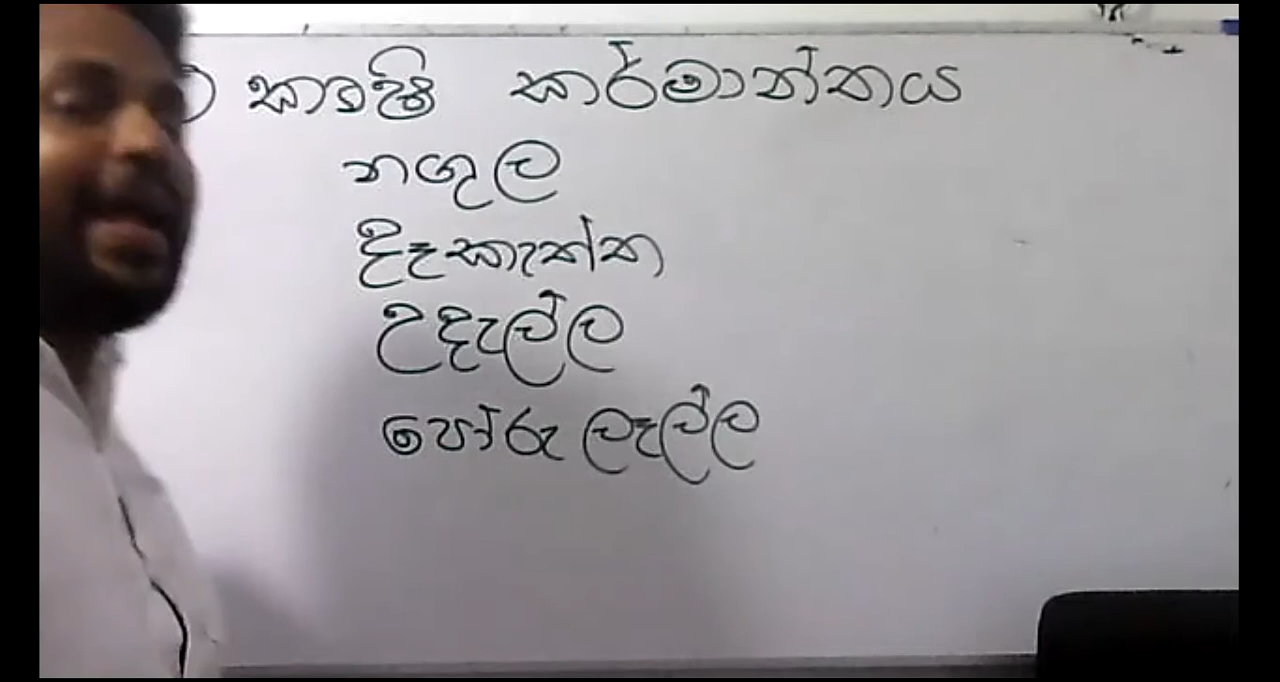 කෘෂි කර්මාන්තය
නගුල
දෑකැත්ත
උදැල්ල
පෝරු ලෑල්ල